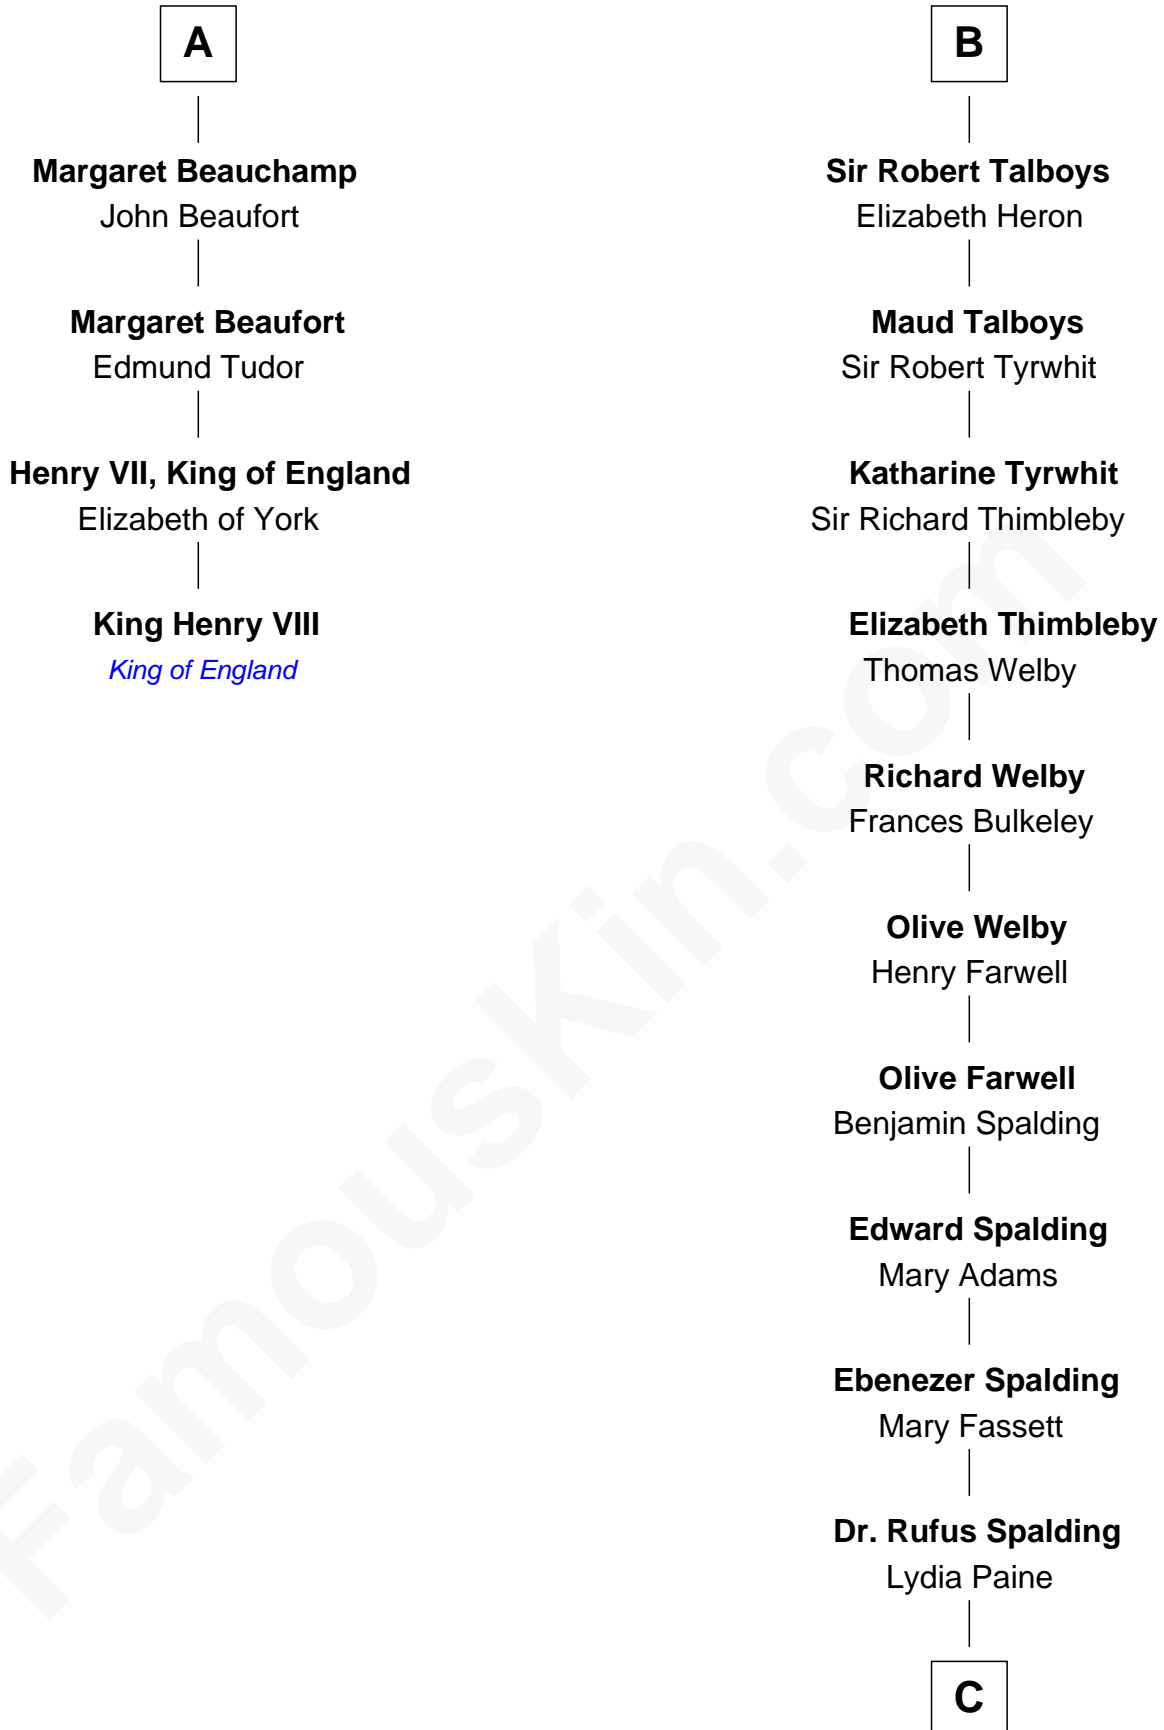 A
Margaret Beauchamp
John Beaufort
Margaret Beaufort
Edmund Tudor
Henry VII, King of England
Elizabeth of York
King Henry VIII
King of England
B
Sir Robert Talboys
Elizabeth Heron
Maud Talboys
Sir Robert Tyrwhit
Katharine Tyrwhit
Sir Richard Thimbleby
Elizabeth Thimbleby
Thomas Welby
Richard Welby
Frances Bulkeley
Olive Welby
Henry Farwell
Olive Farwell
Benjamin Spalding
Edward Spalding
Mary Adams
Ebenezer Spalding
Mary Fassett
Dr. Rufus Spalding
Lydia Paine
C
FamousKin.com